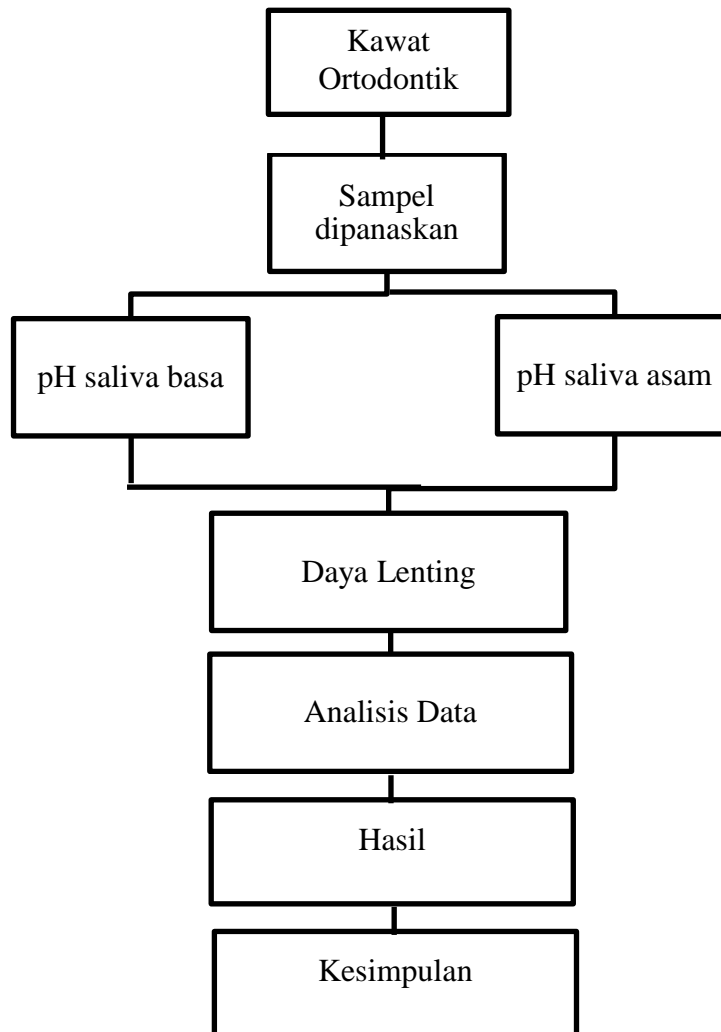 Kawat
Ortodontik
Sampel
dipanaskan
pH saliva basa
pH saliva asam
Daya Lenting
Analisis Data
Hasil
Kesimpulan